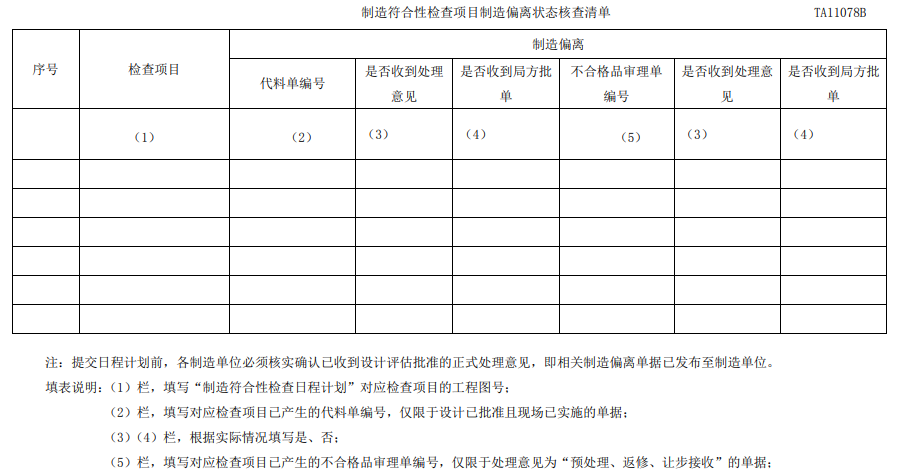 制造符合性检查项目制造偏离状态核查清单 TA11078B
序号 检查项目 制造偏离
代料单编号 是否收到处理意见 是否收到局方批单 不合格品审理单编号 是否收到处理意见 是否收到局方批单
（1） （2） （3） （4） （5） （3） （4）
注：提交日程计划前，各制造单位必须核实确认已收到设计评估批准的正式处理意见，即相关制造偏离单据已发布至制造单位。
填表说明：（1）栏，填写“制造符合性检查日程计划”对应检查项目的工程图号；
（2）栏，填写对应检查项目已产生的代料单编号，仅限于设计已批准且现场已实施的单据；
（3）（4）栏，根据实际情况填写是、否；
（5）栏，填写对应检查项目已产生的不合格品审理单编号，仅限于处理意见为“预处理、返修、让步接收”的单据；